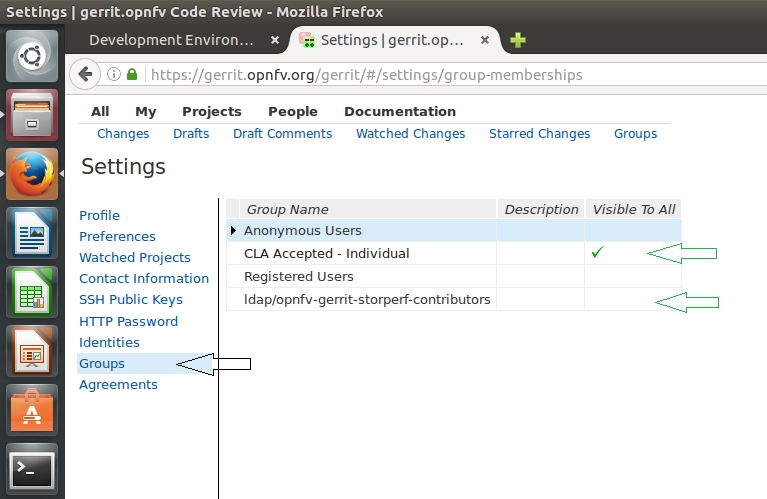 Settings | gerrit.opnfv Code Review - Mozilla Firefox
Development Environ... × Settings | gerrit.op... ×
https://gerrit.opnfv.org/gerrit/#/settings/group-memberships
All My Projects People Documentation
Changes Drafts Draft Comments Watched Changes Starred Changes Groups
Settings
Profile
Preferences
Watched Projects
Contact Information
SSH Public Keys
HTTP Password
Identities
Groups
Agreements
Group Name Description Visible To All
Anonymous Users
CLA Accepted - Individual ✓
Registered Users
ldap/opnfv-gerrit-storperf-contributors